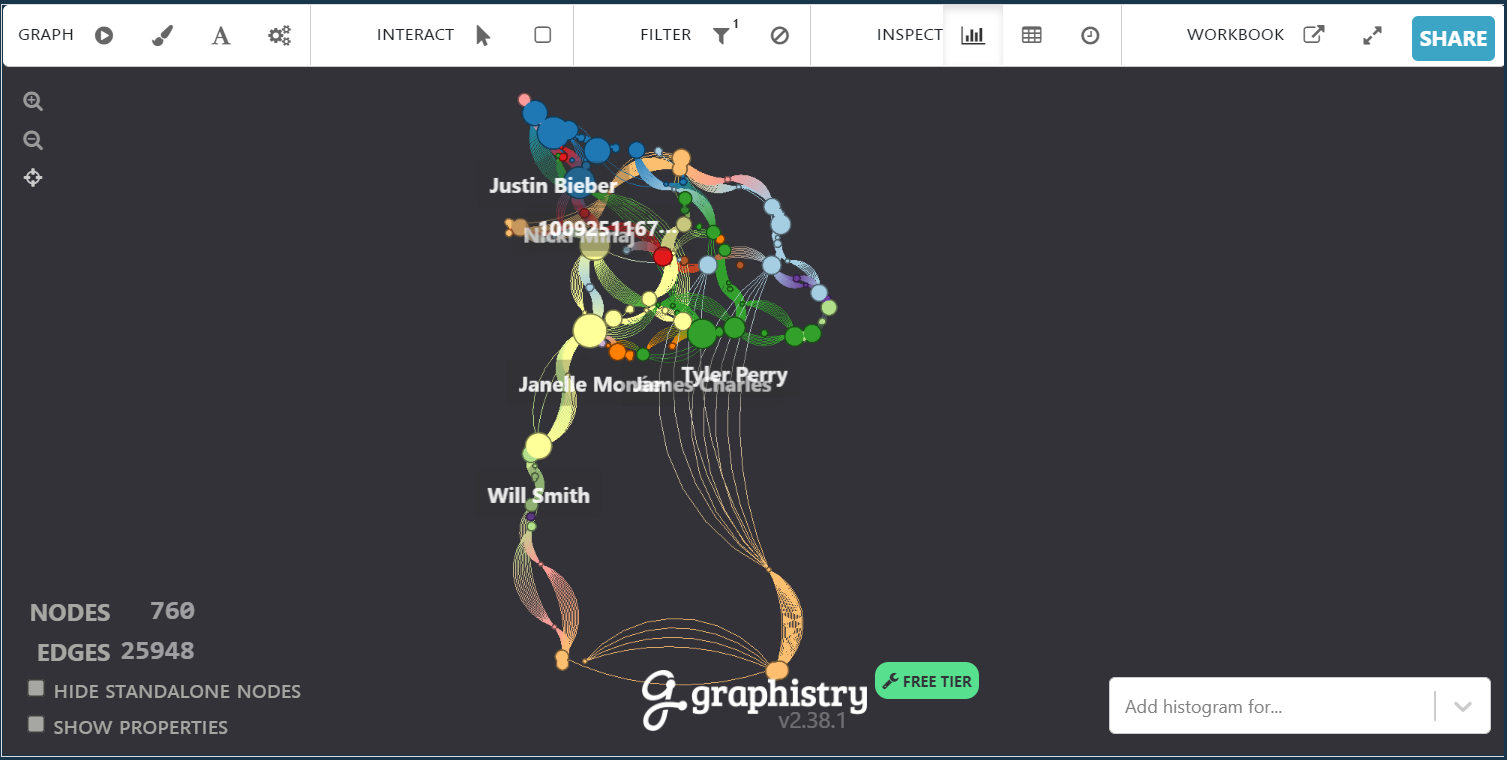 GRAPH
INTERACT
FILTER 1
INSPECT
WORKBOOK
SHARE
Justin Bieber
1009251167...
Nicki Minaj
Tyler Perry
Janelle Monáe
James Charles
Will Smith
NODES 760
EDGES 25948
HIDE STANDALONE NODES
SHOW PROPERTIES
graphistry
v2.38.1
FREE TIER
Add histogram for...